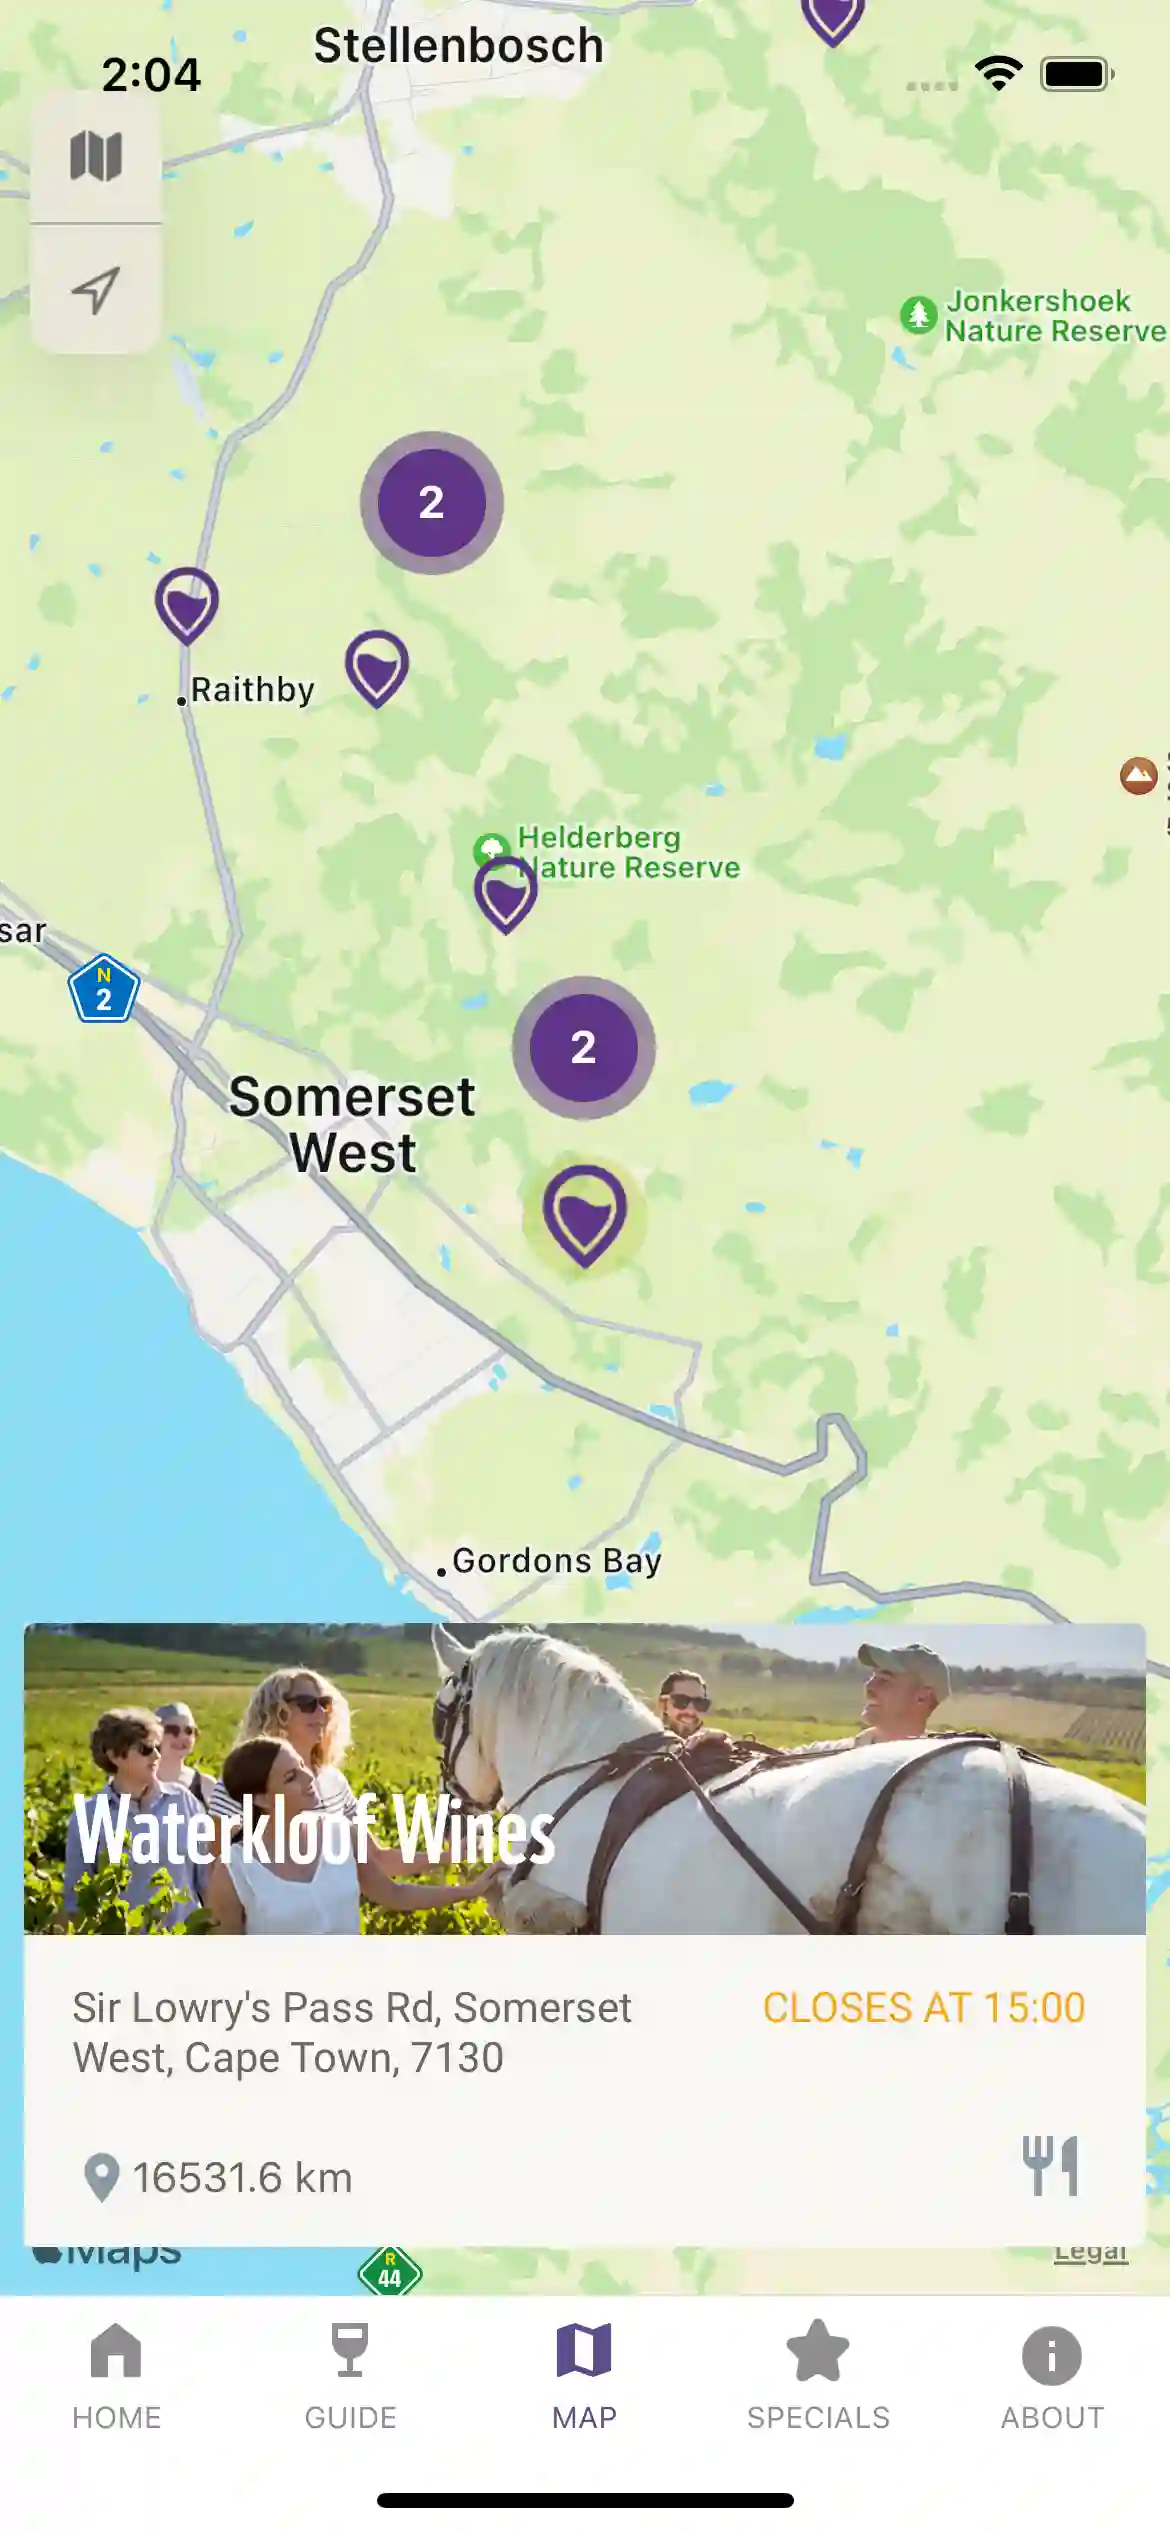 Stellenbosch
2:04
Jonkershoek
Nature Reserve
2
Raithby
Helderberg
Nature Reserve
sar
N
2
2
Somerset
West
Gordons Bay
Waterkloof Wines
Sir Lowry's Pass Rd, Somerset
West, Cape Town, 7130
CLOSES AT 15:00
16531.6 km
Maps
R
44
Legal
HOME
GUIDE
MAP
SPECIALS
ABOUT